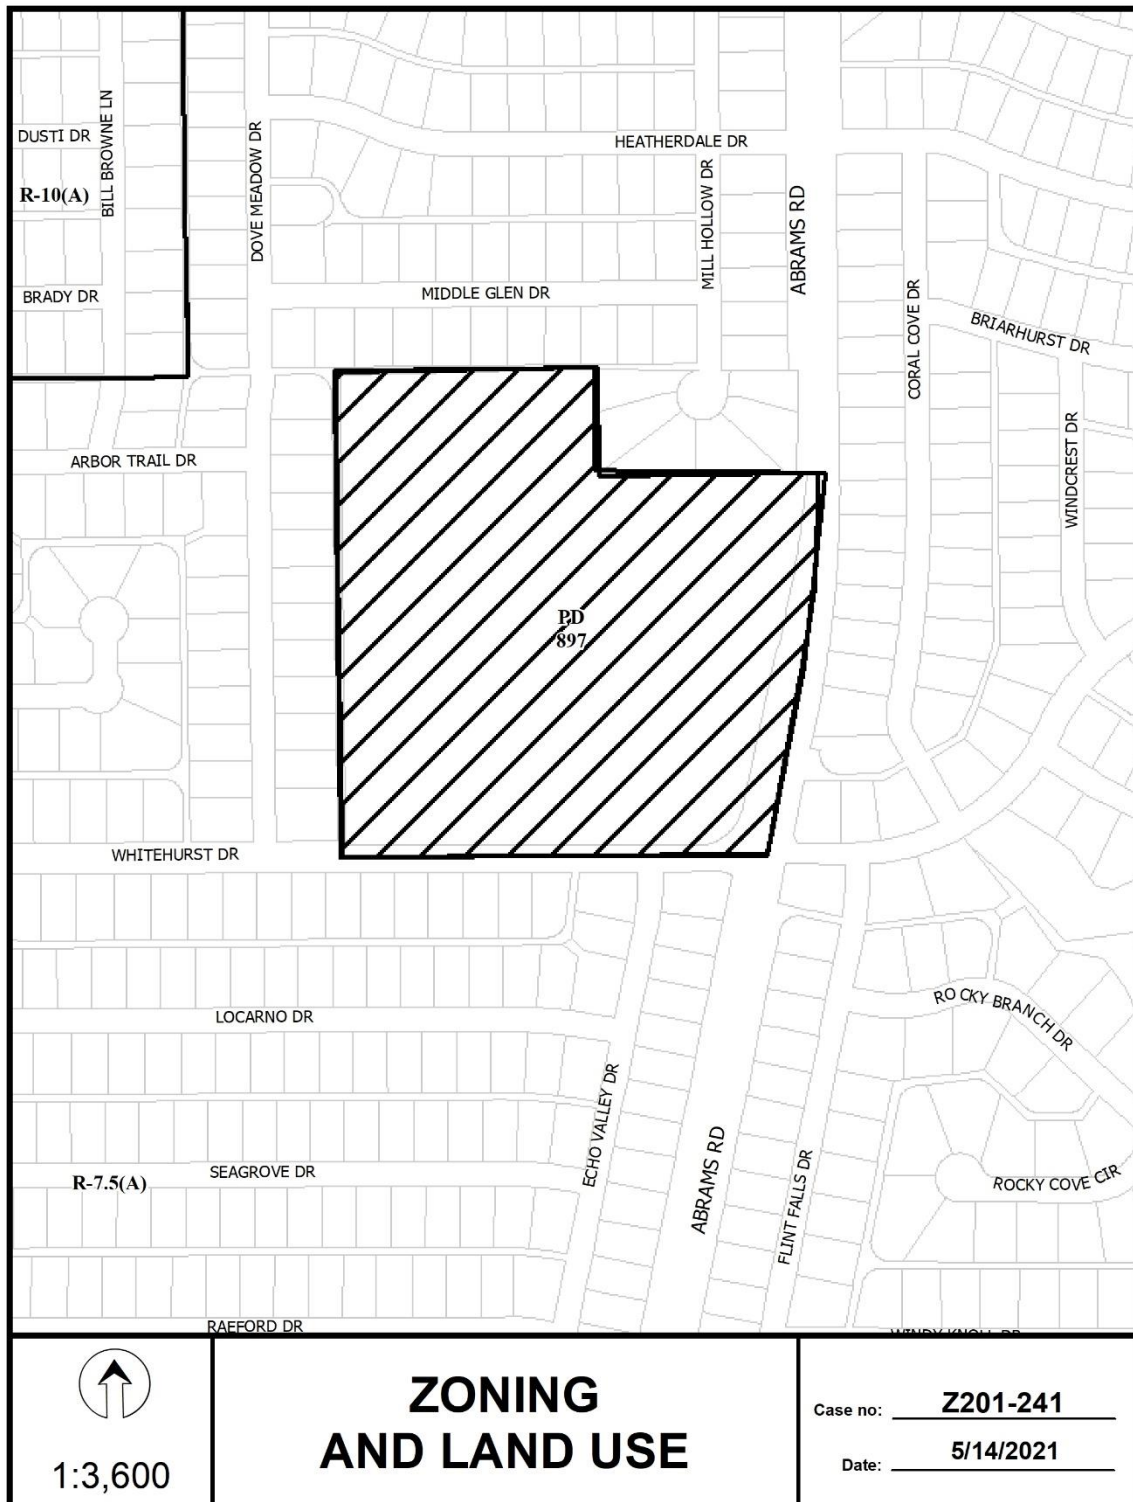 DUSTI DR
BILL BROWNE LN
R-10(A)
BRADY DR
DOVE MEADOW DR
HEATHERDALE DR
MILL HOLLOW DR
ABRAMS RD
MIDDLE GLEN DR
CORAL COVE DR
BRIARHURST DR
WINDCREST DR
ARBOR TRAIL DR
PD
897
WHITEHURST DR
LOCARNO DR
ROCKY BRANCH DR
ECHO VALLEY DR
ABRAMS RD
FLINT FALLS DR
SEAGROVE DR
R-7.5(A)
ROCKY COVE CIR
RAEFORD DR
WINDY KNOLL DR
1:3,600
ZONING
AND LAND USE
Case no: Z201-241
Date: 5/14/2021